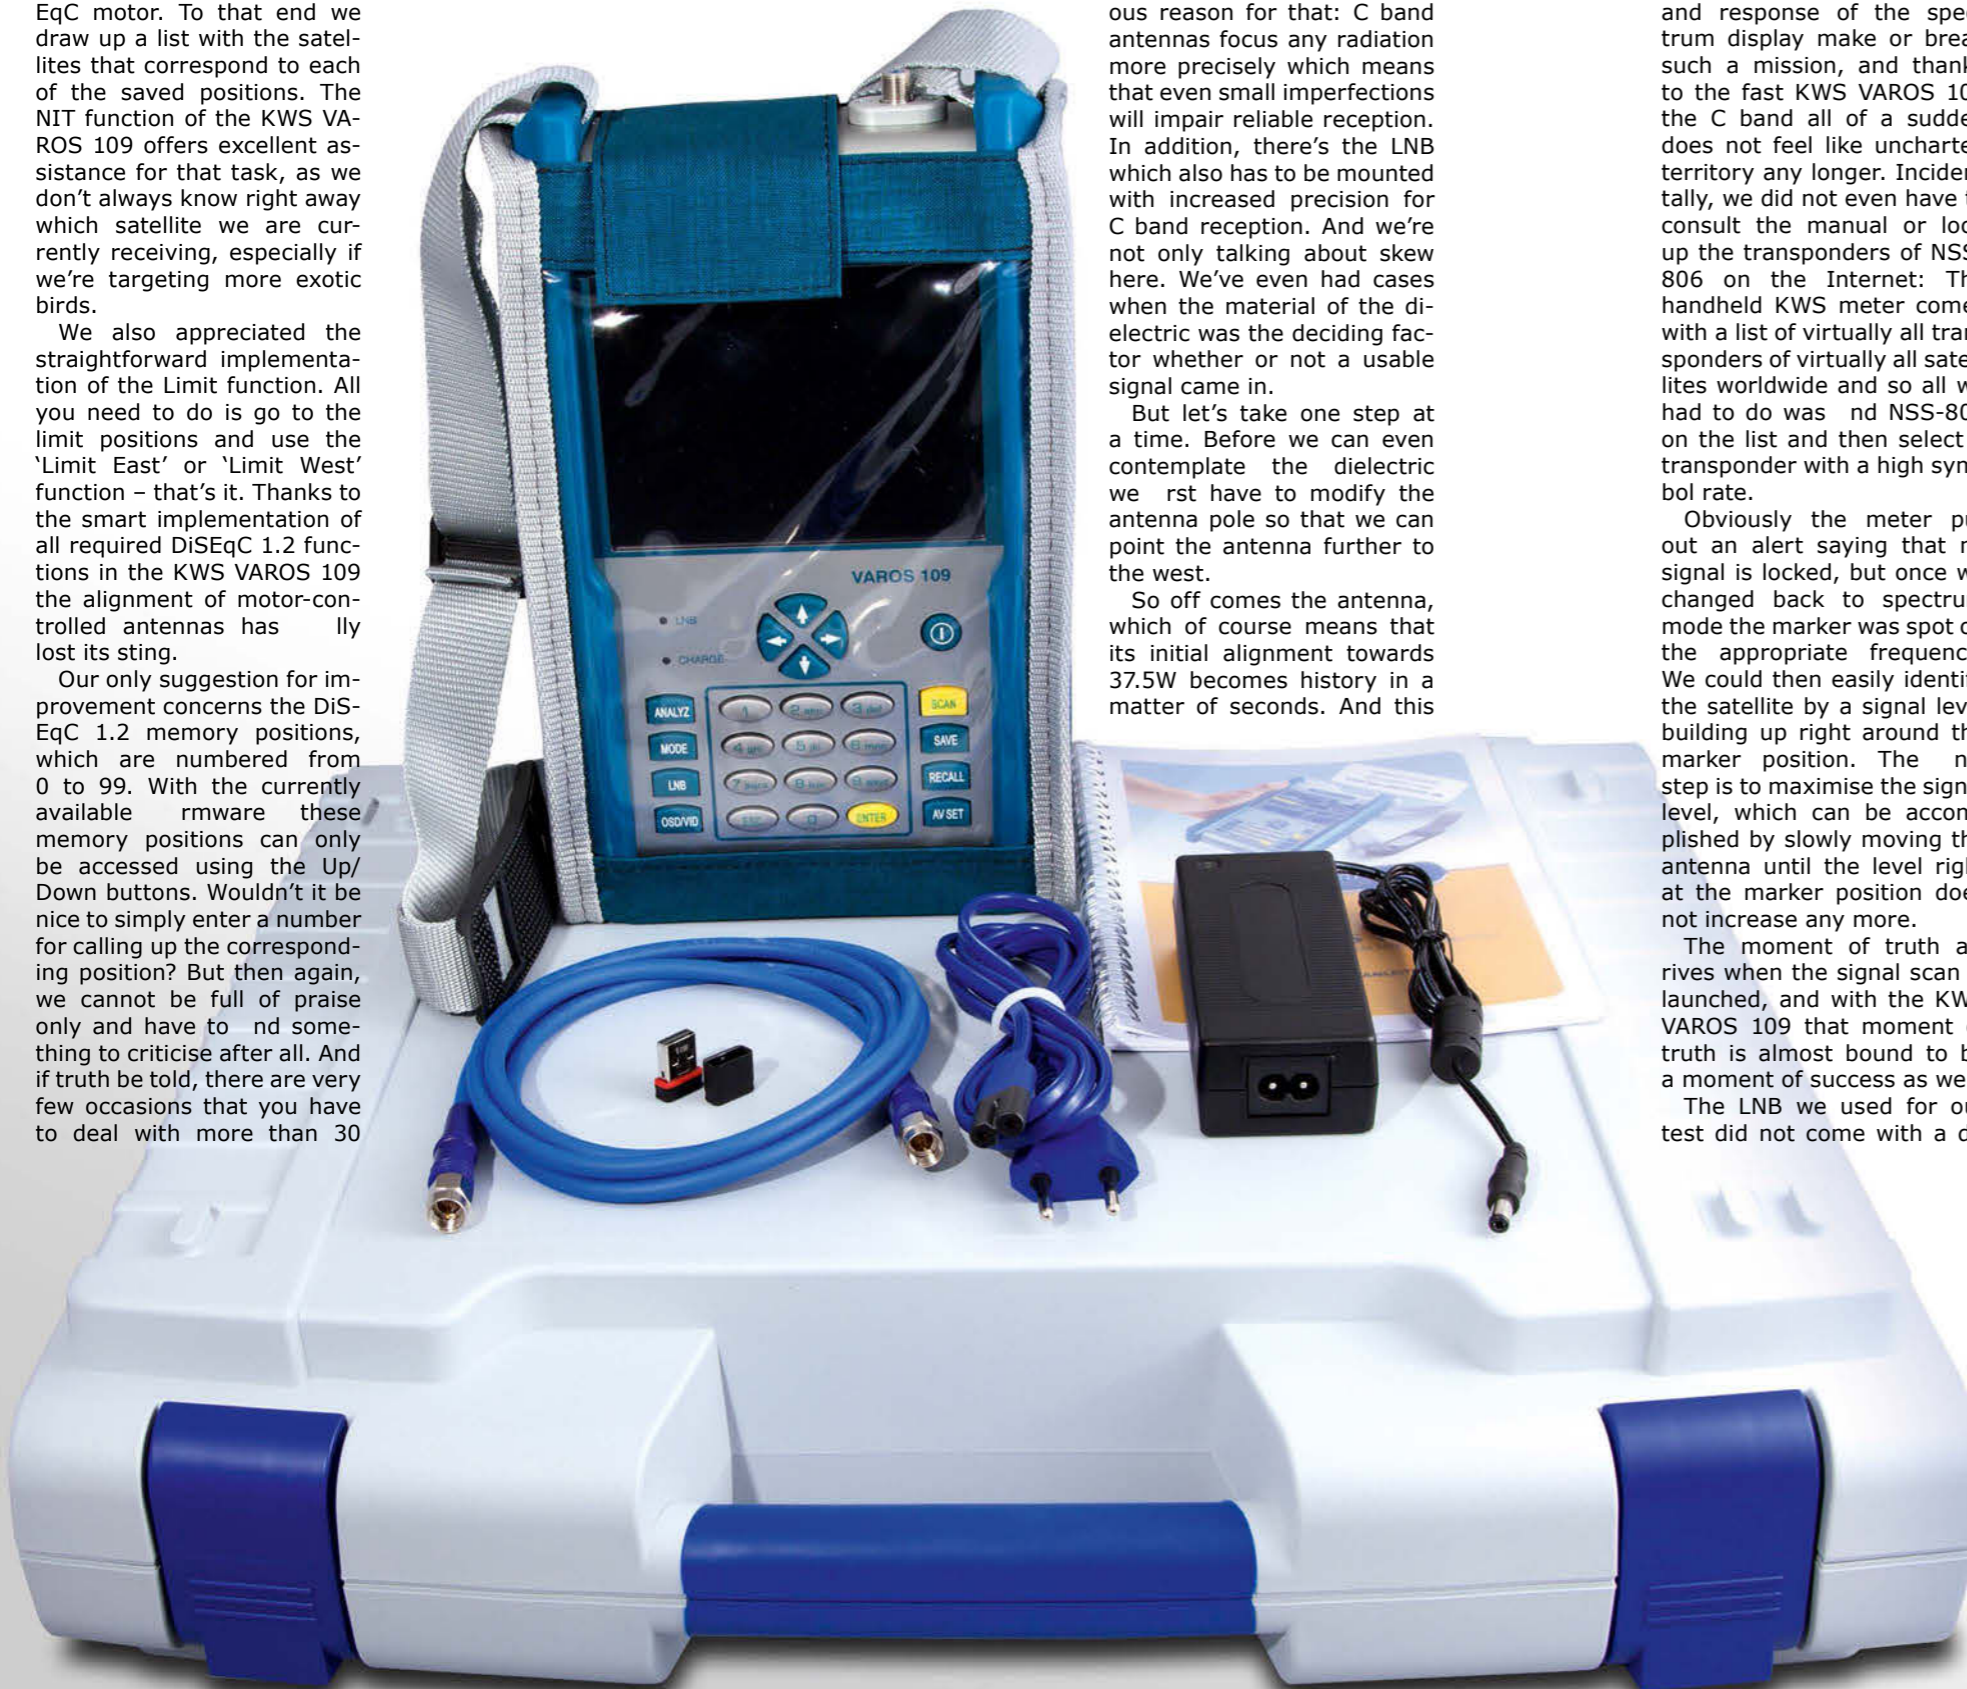 EqC motor. To that end we
draw up a list with the satel-
lites that correspond to each
of the saved positions. The
NIT function of the KWS VA-
ROS 109 offers excellent as-
sistance for that task, as we
don’t always know right away
which satellite we are cur-
rently receiving, especially if
we’re targeting more exotic
birds.
We also appreciated the
straightforward implementa-
tion of the Limit function. All
you need to do is go to the
limit positions and use the
‘Limit East’ or ‘Limit West’
function – that’s it. Thanks to
the smart implementation of
all required DiSEqC 1.2 func-
tions in the KWS VAROS 109
the alignment of motor-con-
trolled antennas has lly
lost its sting.
Our only suggestion for im-
provement concerns the DiS-
EqC 1.2 memory positions,
which are numbered from
0 to 99. With the currently
available rmware these
memory positions can only
be accessed using the Up/
Down buttons. Wouldn’t it be
nice to simply enter a number
for calling up the correspond-
ing position? But then again,
we cannot be full of praise
only and have to nd some-
thing to criticise after all. And
if truth be told, there are very
few occasions that you have
to deal with more than 30
VAROS 109
LNB
CHARGE
ANALYZ
1
2
3 def
SCAN
MODE
4 ghi
5 jkl
6 mno
SAVE
LNB
7
8
9
RECALL
OSD/VID
0
ENTER
AV SET
ous reason for that: C band
antennas focus any radiation
more precisely which means
that even small imperfections
will impair reliable reception.
In addition, there’s the LNB
which also has to be mounted
with increased precision for
C band reception. And we’re
not only talking about skew
here. We’ve even had cases
when the material of the di-
electric was the deciding fac-
tor whether or not a usable
signal came in.
But let’s take one step at
a time. Before we can even
contemplate the dielectric
we rst have to modify the
antenna pole so that we can
point the antenna further to
the west.
So off comes the antenna,
which of course means that
its initial alignment towards
37.5W becomes history in a
matter of seconds. And this
and response of the spec
trum display make or brea
such a mission, and thank
to the fast KWS VAROS 10
the C band all of a sudde
does not feel like uncharte
territory any longer. Inciden
tally, we did not even have t
consult the manual or loo
up the transponders of NSS
806 on the Internet: Th
handheld KWS meter come
with a list of virtually all tran
sponders of virtually all sate
lites worldwide and so all w
had to do was nd NSS-80
on the list and then select
transponder with a high sym
bol rate.
Obviously the meter pu
out an alert saying that n
signal is locked, but once w
changed back to spectru
mode the marker was spot o
the appropriate frequenc
We could then easily identif
the satellite by a signal lev
building up right around th
marker position. The n
step is to maximise the sign
level, which can be accom
plished by slowly moving th
antenna until the level righ
at the marker position doe
not increase any more.
The moment of truth a
rives when the signal scan
launched, and with the KW
VAROS 109 that moment o
truth is almost bound to b
a moment of success as we
The LNB we used for ou
test did not come with a d